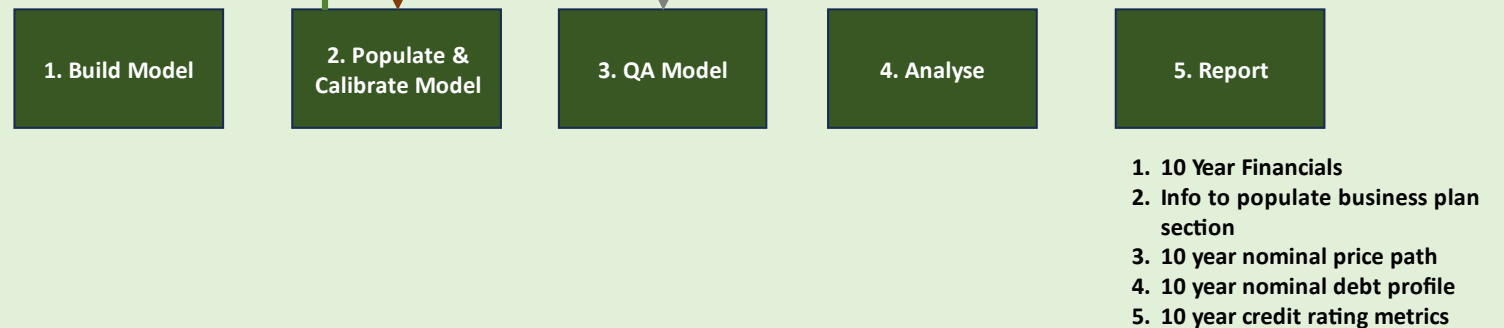 1. Build Model
2. Populate &
Calibrate Model
3. QA Model
4. Analyse
5. Report
1. 10 Year Financials
2. Info to populate business plan
section
3. 10 year nominal price path
4. 10 year nominal debt profile
5. 10 year credit rating metrics